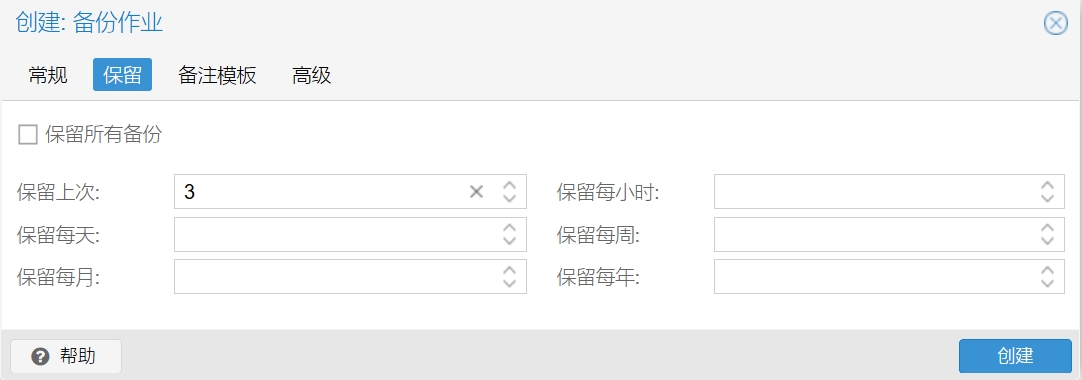 创建: 备份作业
常规 保留 备注模板 高级
保留所有备份
保留上次: 3 保留每小时:
保留每天: 保留每周:
保留每月: 保留每年:
帮助 创建